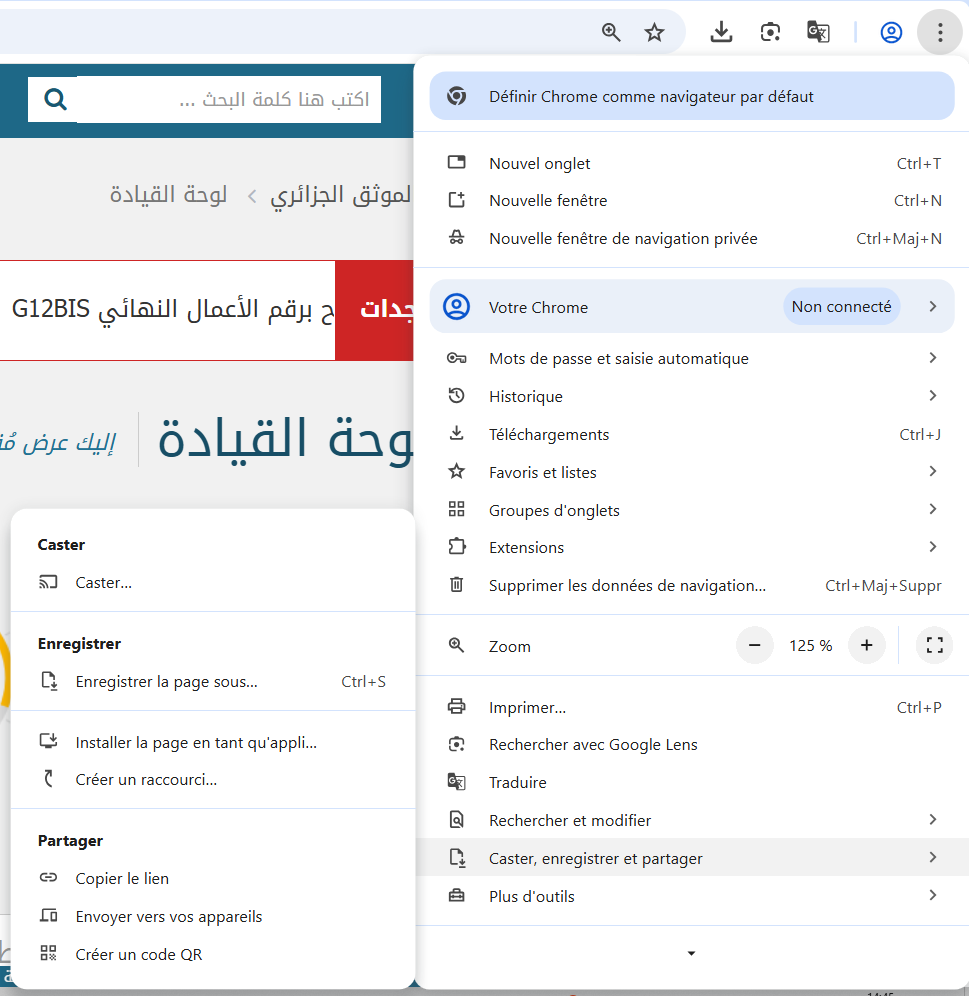 Définir Chrome comme navigateur par défaut
Nouvel onglet Ctrl+T
Nouvelle fenêtre Ctrl+N
Nouvelle fenêtre de navigation privée Ctrl+Maj+N
Votre Chrome Non connecté
Mots de passe et saisie automatique
Historique
Téléchargements Ctrl+J
Favoris et listes
Groupes d'onglets
Extensions
Supprimer les données de navigation... Ctrl+Maj+Suppr
Zoom 125 %
Imprimer... Ctrl+P
Rechercher avec Google Lens
Traduire
Rechercher et modifier
Caster, enregistrer et partager
Plus d'outils
Caster
Caster...
Enregistrer
Enregistrer la page sous... Ctrl+S
Installer la page en tant qu'appli...
Créer un raccourci...
Partager
Copier le lien
Envoyer vers vos appareils
Créer un code QR
اكتب هنا كلمة البحث ...
لموثق الجزائري
لوحة القيادة
برقم الأعمال النهائي G12BIS
وحة القيادة
إليك عرض